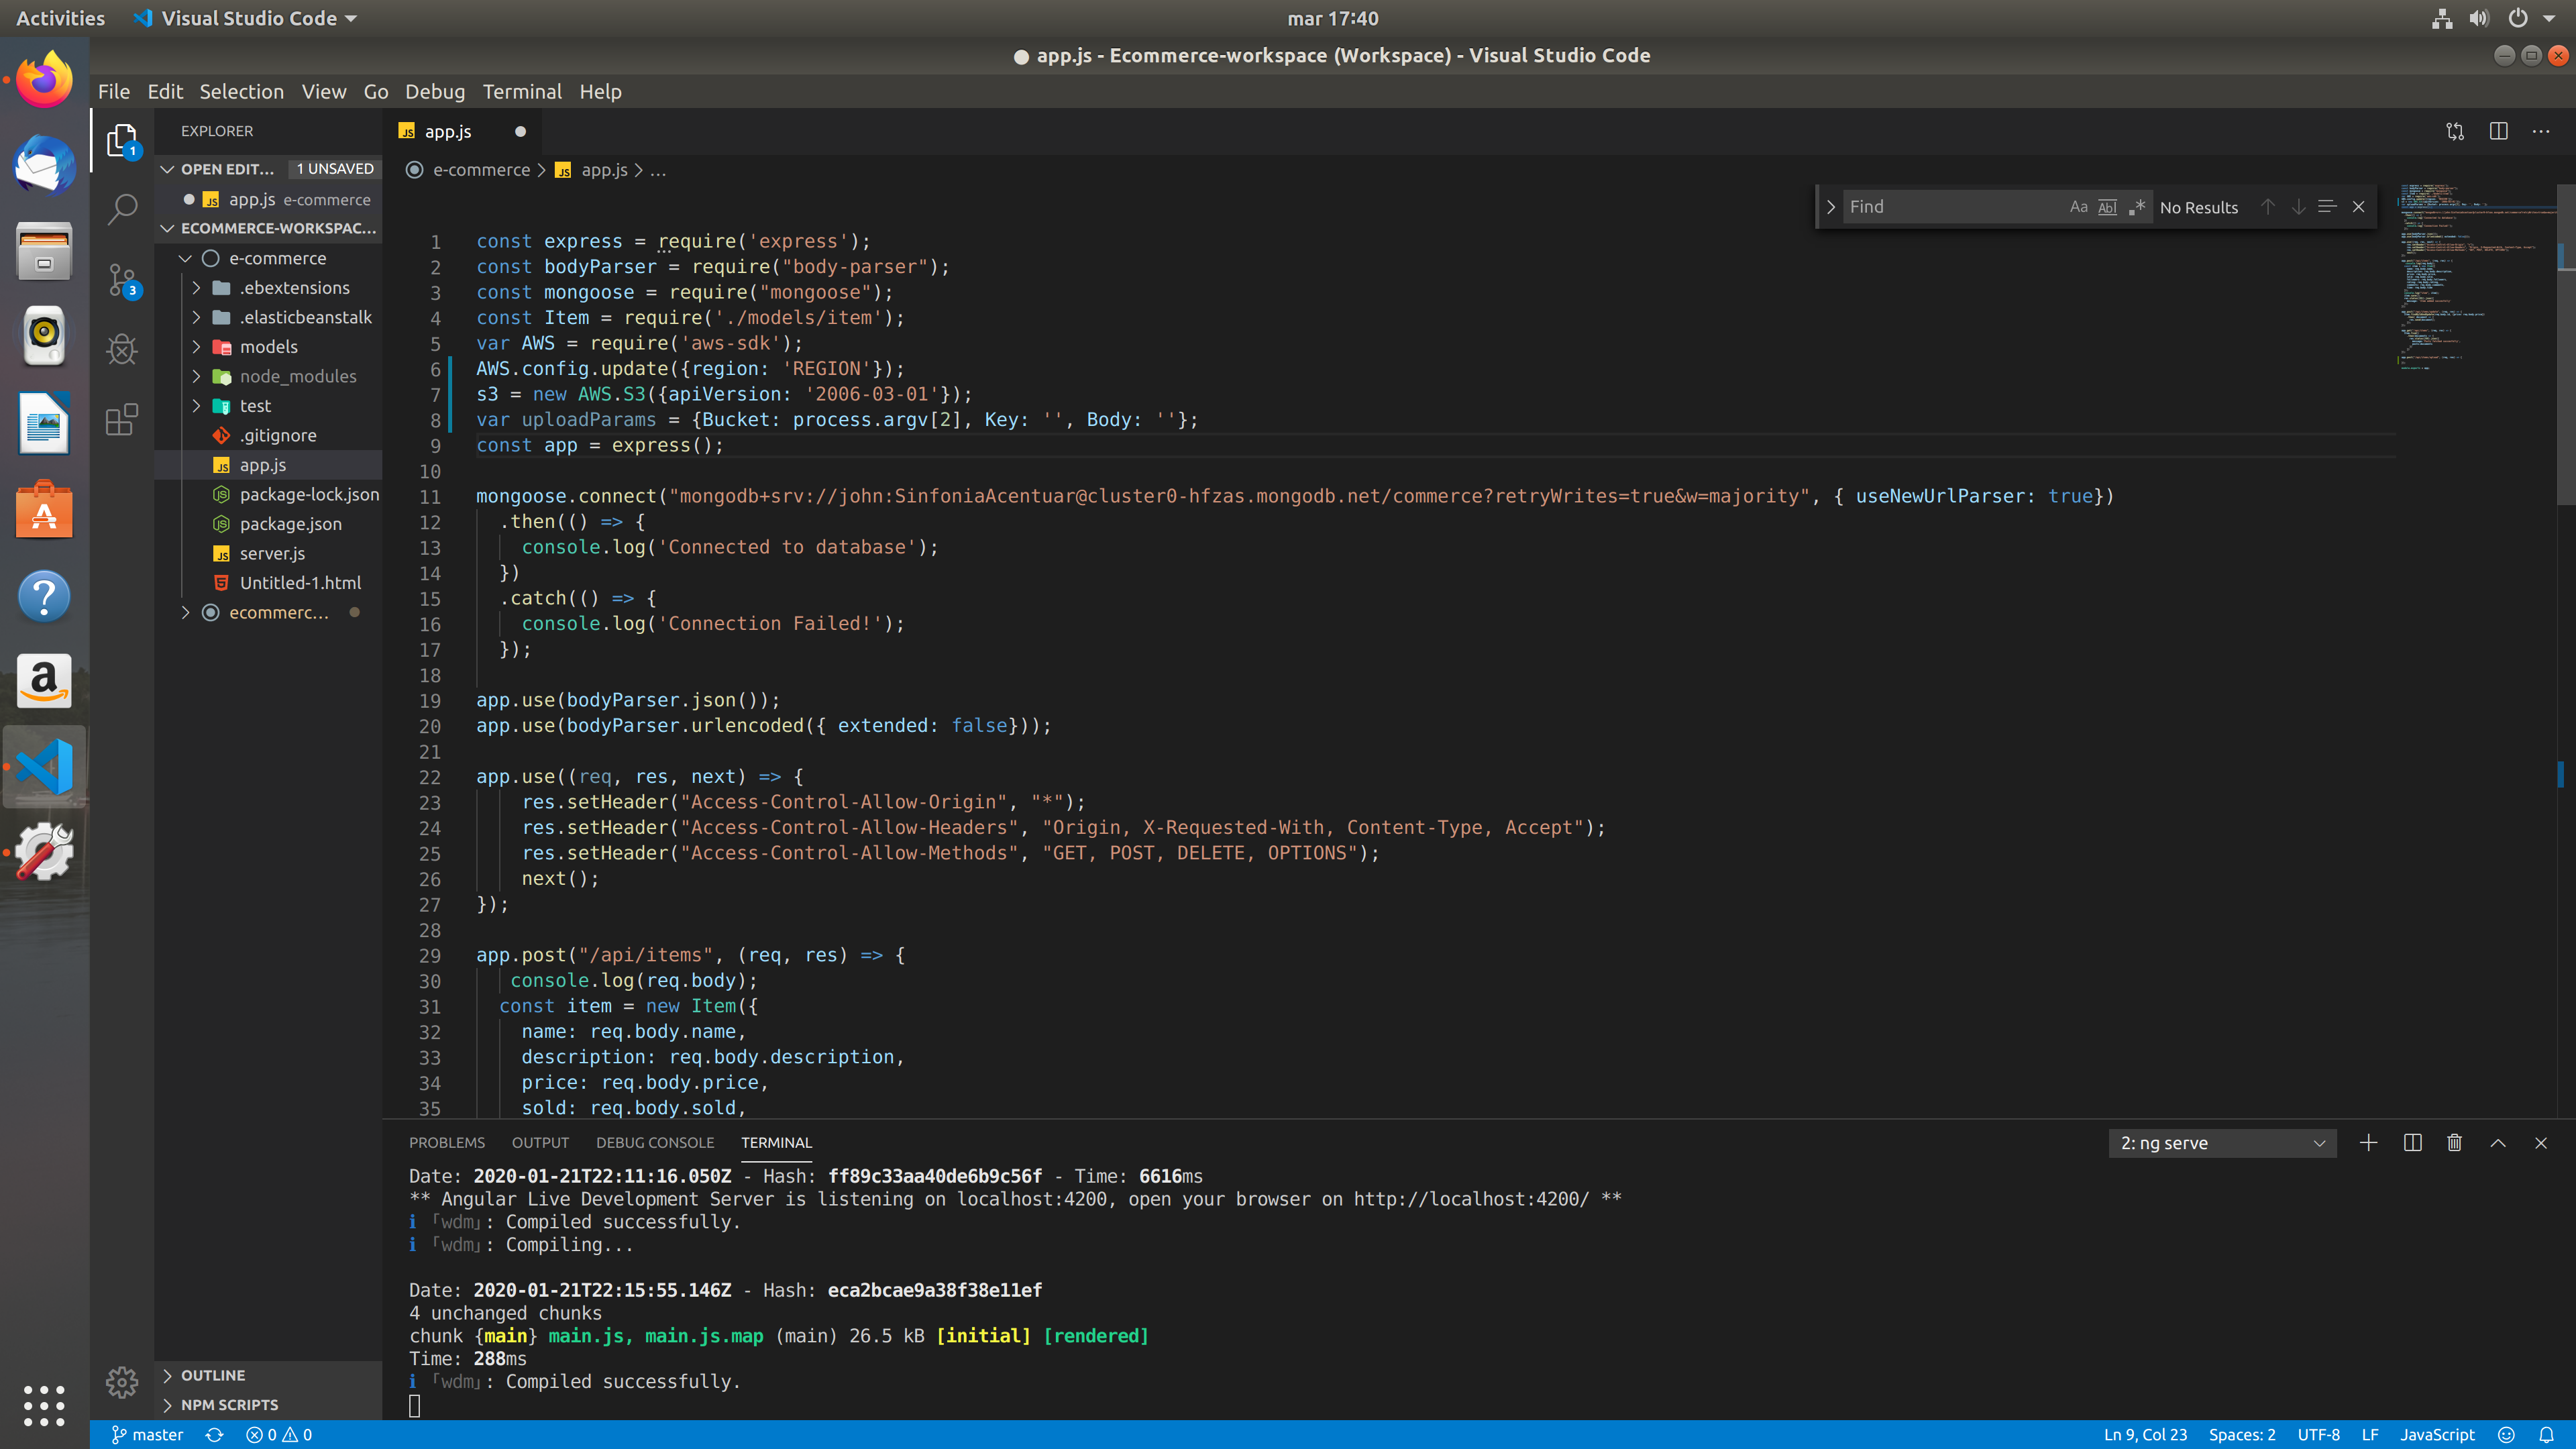 Activities Visual Studio Code mar 17:40
● app.js - Ecommerce-workspace (Workspace) - Visual Studio Code
File Edit Selection View Go Debug Terminal Help
EXPLORER
OPEN EDIT... 1 UNSAVED
app.js e-commerce
ECOMMERCE-WORKSPAC...
e-commerce
.ebextensions
.elasticbeanstalk
models
node_modules
test
.gitignore
app.js
package-lock.json
package.json
server.js
Untitled-1.html
ecommerc...
OUTLINE
NPM SCRIPTS
1
3
app.js
e-commerce > app.js > ...
Find Aa Abl .* No Results
1 const express = require('express');
2 const bodyParser = require("body-parser");
3 const mongoose = require("mongoose");
4 const Item = require('./models/item');
5 var AWS = require('aws-sdk');
6 AWS.config.update({region: 'REGION'});
7 s3 = new AWS.S3({apiVersion: '2006-03-01'});
8 var uploadParams = {Bucket: process.argv[2], Key: '', Body: ''};
9 const app = express();
10
11 mongoose.connect("mongodb+srv://john:SinfoniaAcentuar@cluster0-hfzas.mongodb.net/commerce?retryWrites=true&w=majority", { useNewUrlParser: true})
12 .then(() => {
13 console.log('Connected to database');
14 })
15 .catch(() => {
16 console.log('Connection Failed!');
17 });
18
19 app.use(bodyParser.json());
20 app.use(bodyParser.urlencoded({ extended: false}));
21
22 app.use((req, res, next) => {
23 res.setHeader("Access-Control-Allow-Origin", "*");
24 res.setHeader("Access-Control-Allow-Headers", "Origin, X-Requested-With, Content-Type, Accept");
25 res.setHeader("Access-Control-Allow-Methods", "GET, POST, DELETE, OPTIONS");
26 next();
27 });
28
29 app.post("/api/items", (req, res) => {
30 console.log(req.body);
31 const item = new Item({
32 name: req.body.name,
33 description: req.body.description,
34 price: req.body.price,
35 sold: req.body.sold,
PROBLEMS OUTPUT DEBUG CONSOLE TERMINAL 2: ng serve
Date: 2020-01-21T22:11:16.050Z - Hash: ff89c33aa40de6b9c56f - Time: 6616ms
** Angular Live Development Server is listening on localhost:4200, open your browser on http://localhost:4200/ **
ℹ ｢wdm｣: Compiled successfully.
ℹ ｢wdm｣: Compiling...
Date: 2020-01-21T22:15:55.146Z - Hash: eca2bcae9a38f38e11ef
4 unchanged chunks
chunk {main} main.js, main.js.map (main) 26.5 kB [initial] [rendered]
Time: 288ms
ℹ ｢wdm｣: Compiled successfully.
master 0 0 Ln 9, Col 23 Spaces: 2 UTF-8 LF JavaScript